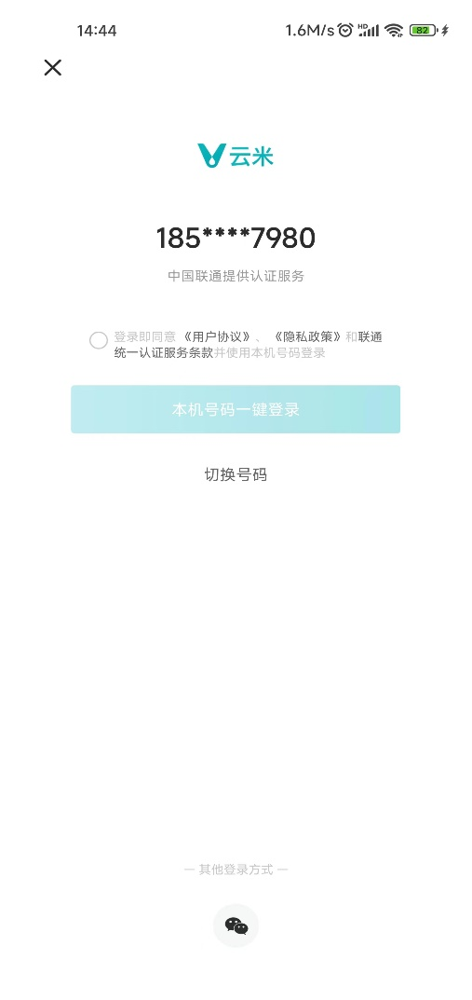 14:44
1.6M/s HD 82
云米
185****7980
中国联通提供认证服务
登录即同意 《用户协议》、 《隐私政策》和联通
统一认证服务条款并使用本机号码登录
本机号码一键登录
切换号码
其他登录方式